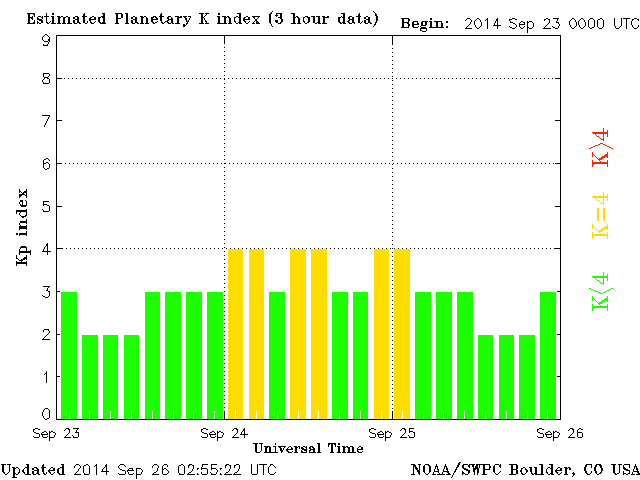 Estimated Planetary K index (3 hour data)
Begin: 2014 Sep 23 0000 UTC
9
8
7
6
5
4
3
2
1
0
Kp index
K>4
K=4
K<4
Sep 23
Sep 24
Sep 25
Sep 26
Universal Time
Updated 2014 Sep 26 02:55:22 UTC
NOAA/SWPC Boulder, CO USA